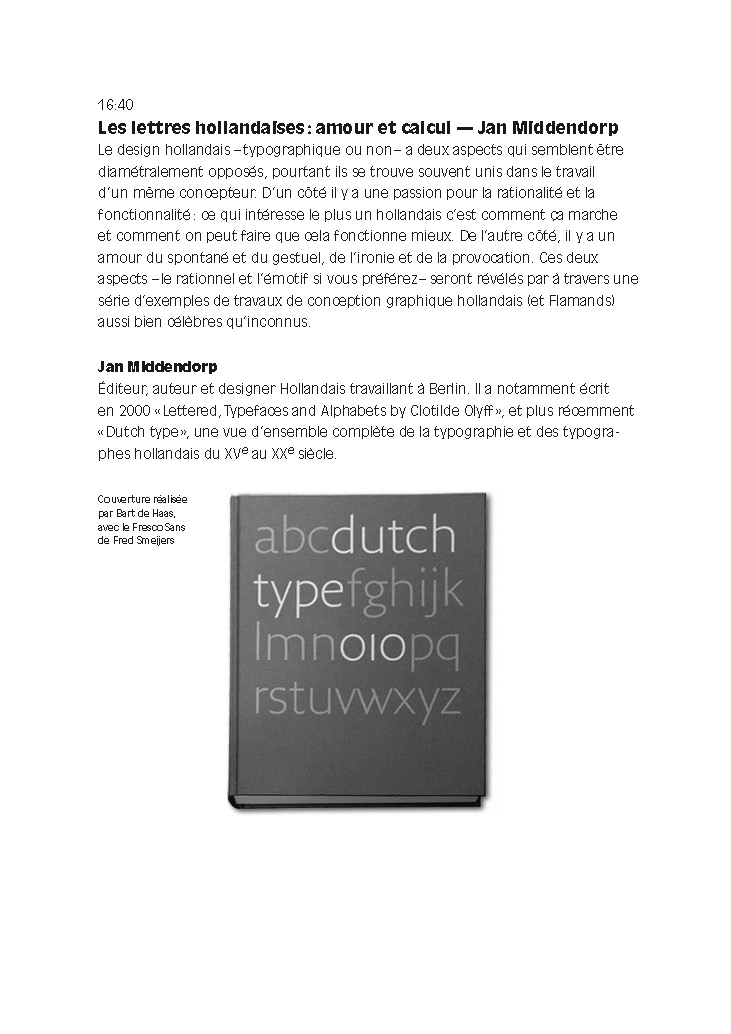 16:40
Les lettres hollandaises : amour et calcul — Jan Middendorp
Le design hollandais – typographique ou non – a deux aspects qui semblent être
diamétralement opposés, pourtant ils se trouve souvent unis dans le travail
d'un même concepteur. D'un côté il y a une passion pour la rationalité et la
fonctionnalité : ce qui intéresse le plus un hollandais c'est comment ça marche
et comment on peut faire que cela fonctionne mieux. De l'autre côté, il y a un
amour du spontané et du gestuel, de l'ironie et de la provocation. Ces deux
aspects – le rationnel et l'émotif si vous préférez – seront révélés par à travers une
série d'exemples de travaux de conception graphique hollandais (et Flamands)
aussi bien célèbres qu'inconnus.
Jan Middendorp
Éditeur, auteur et designer Hollandais travaillant à Berlin. Il a notamment écrit
en 2000 « Lettered, Typefaces and Alphabets by Clotilde Olyff », et plus récemment
« Dutch type », une vue d'ensemble complète de la typographie et des typogra-
phes hollandais du XVe au XXe siècle.
Couverture réalisée
par Bart de Haas,
avec le Fresco Sans
de Fred Smeijers
abcdutch
typefghijk
lmnoiopq
rstuvwxyz